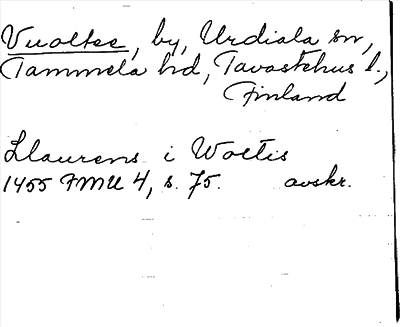 Vuoltee, by, Urdiala sn,
Tammela hd, Tavastehus l.,
Finland
Llaurens i Woltis
1455 FMU 4, s. 75. avskr.